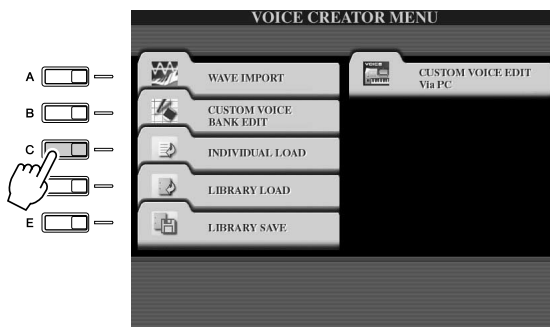 VOICE CREATOR MENU
A
WAVE IMPORT
VOICE
CUSTOM VOICE EDIT
Via PC
B
CUSTOM VOICE
BANK EDIT
C
INDIVIDUAL LOAD
LIBRARY LOAD
E
LIBRARY SAVE